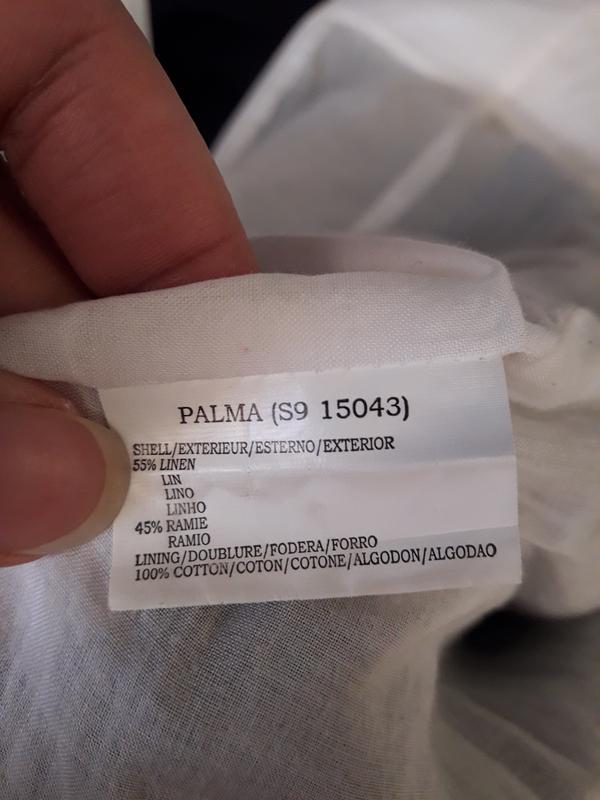 PALMA (S9 15043)
SHELL/EXTERIEUR/ESTERNO/EXTERIOR
55% LINEN
LIN
LINO
LINHO
45% RAMIE
RAMIO
LINING/DOUBLURE/FODERA/FORRO
100% COTTON/COTON/COTONE/ALGODON/ALGODAO